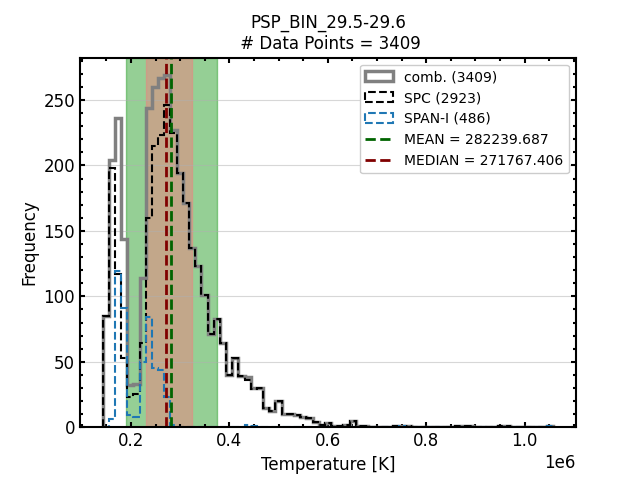 PSP_BIN_29.5-29.6
# Data Points = 3409
comb. (3409)
SPC (2923)
SPAN-I (486)
MEAN = 282239.687
MEDIAN = 271767.406
Frequency
250
200
150
100
50
0
0.2 0.4 0.6 0.8 1.0
1e6
Temperature [K]